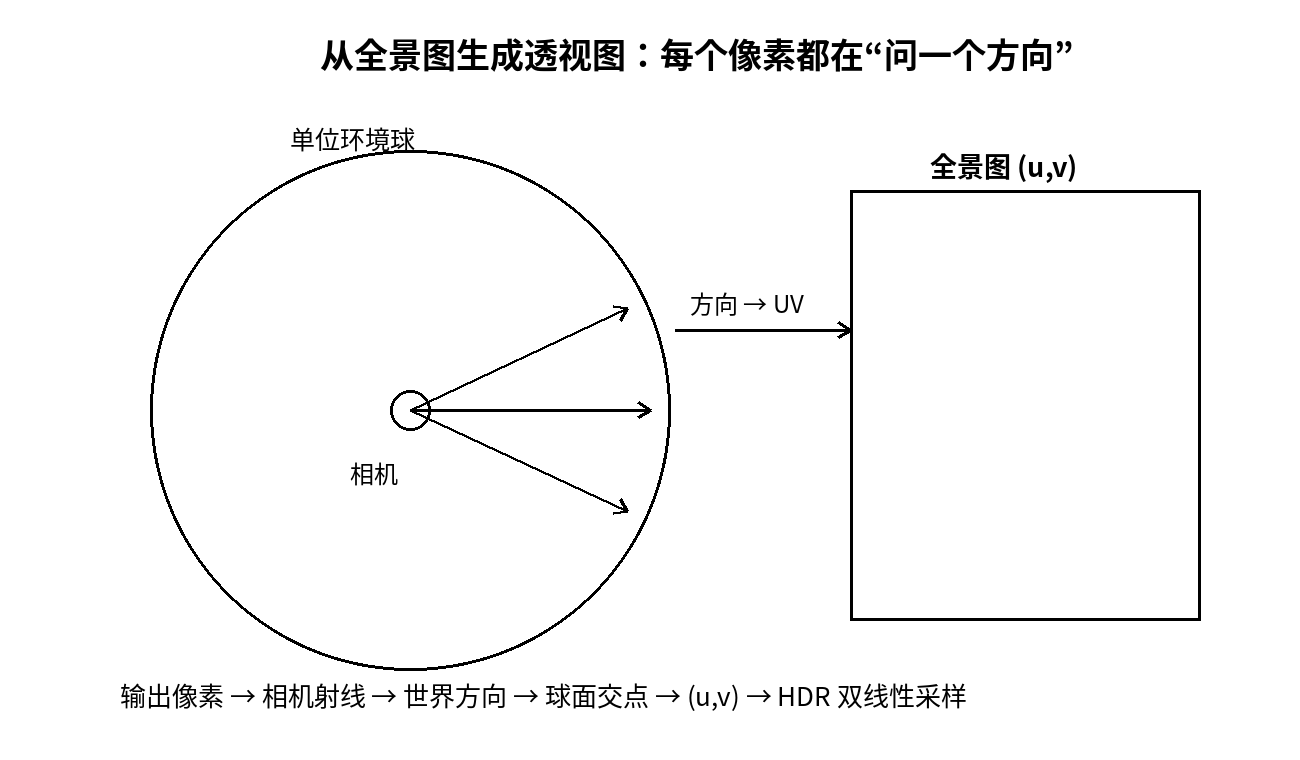 从全景图生成透视图：每个像素都在“问一个方向”
单位环境球
全景图 (u,v)
方向 → UV
相机
输出像素 → 相机射线 → 世界方向 → 球面交点 → (u,v) → HDR 双线性采样